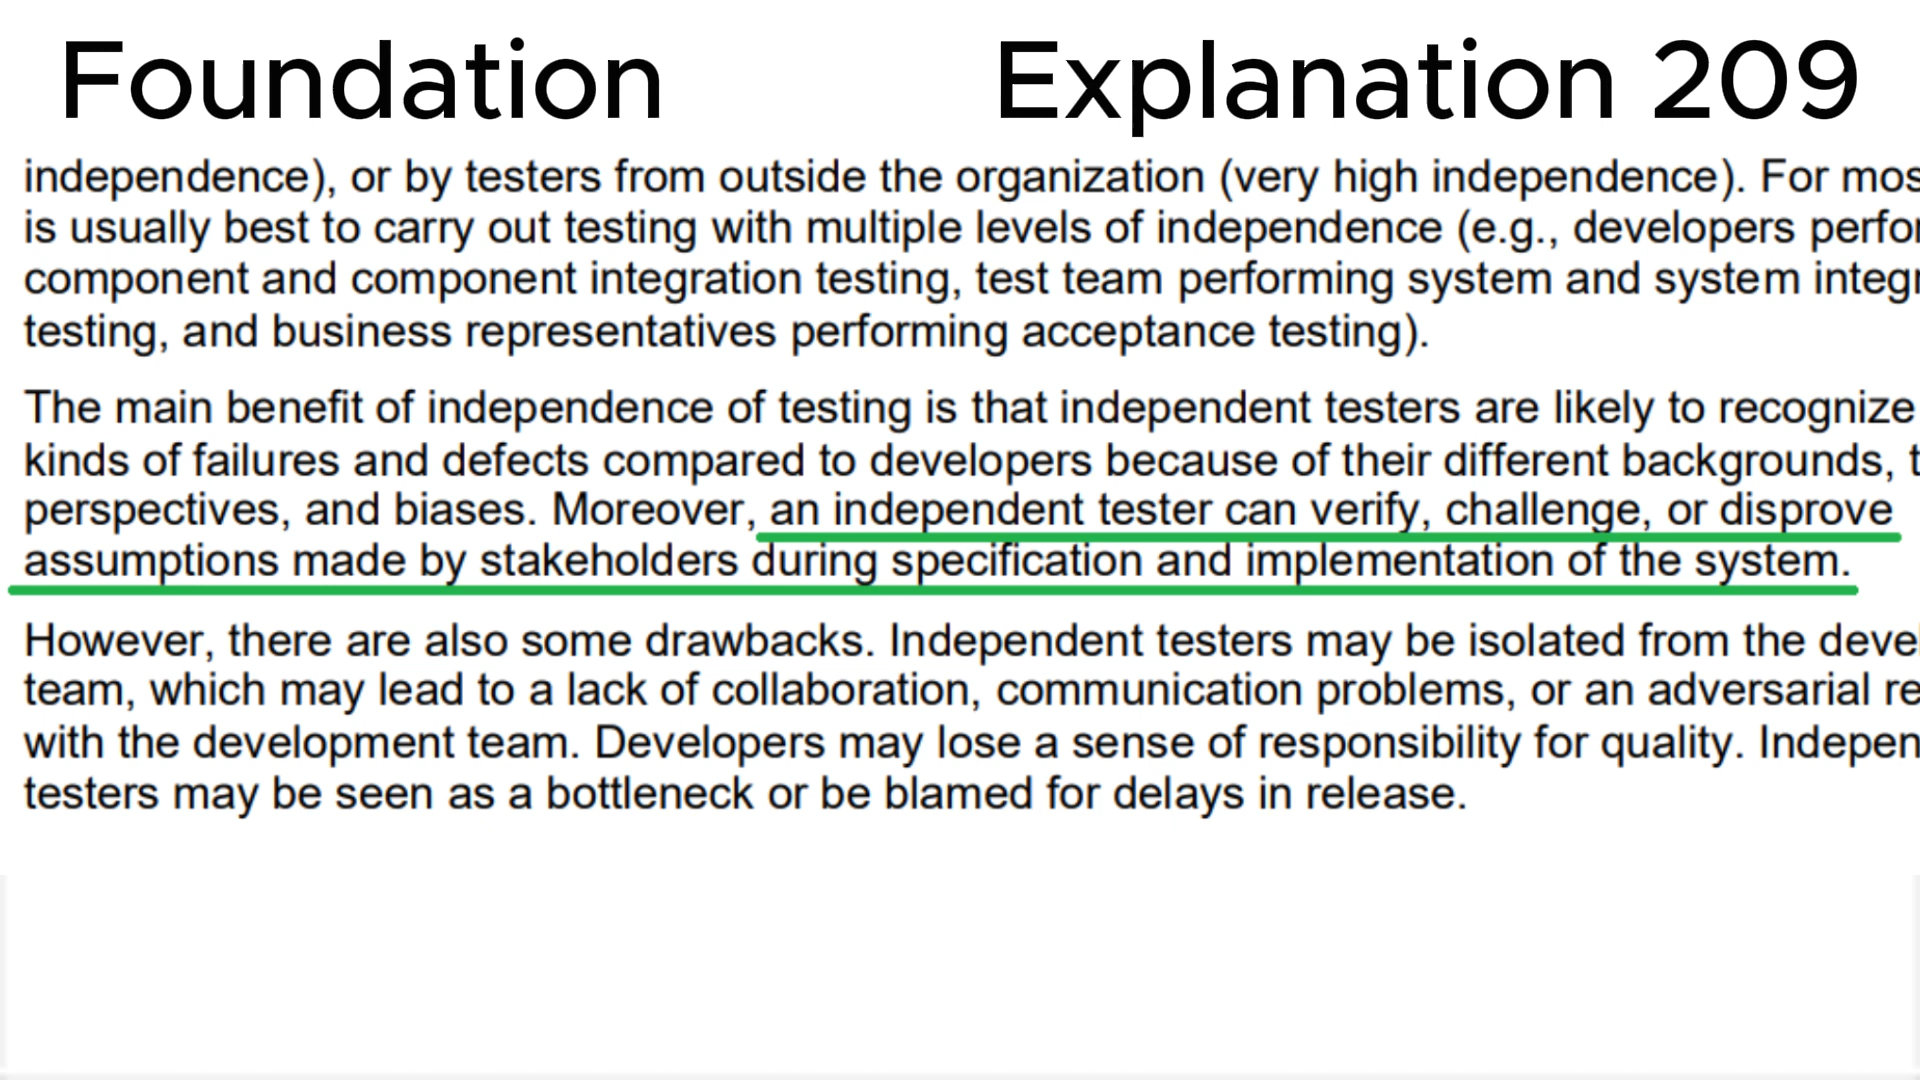 Foundation Explanation 209
independence), or by testers from outside the organization (very high independence). For mos
is usually best to carry out testing with multiple levels of independence (e.g., developers perfor
component and component integration testing, test team performing system and system integr
testing, and business representatives performing acceptance testing).
The main benefit of independence of testing is that independent testers are likely to recognize
kinds of failures and defects compared to developers because of their different backgrounds, t
perspectives, and biases. Moreover, an independent tester can verify, challenge, or disprove
assumptions made by stakeholders during specification and implementation of the system.
However, there are also some drawbacks. Independent testers may be isolated from the deve
team, which may lead to a lack of collaboration, communication problems, or an adversarial re
with the development team. Developers may lose a sense of responsibility for quality. Indepen
testers may be seen as a bottleneck or be blamed for delays in release.